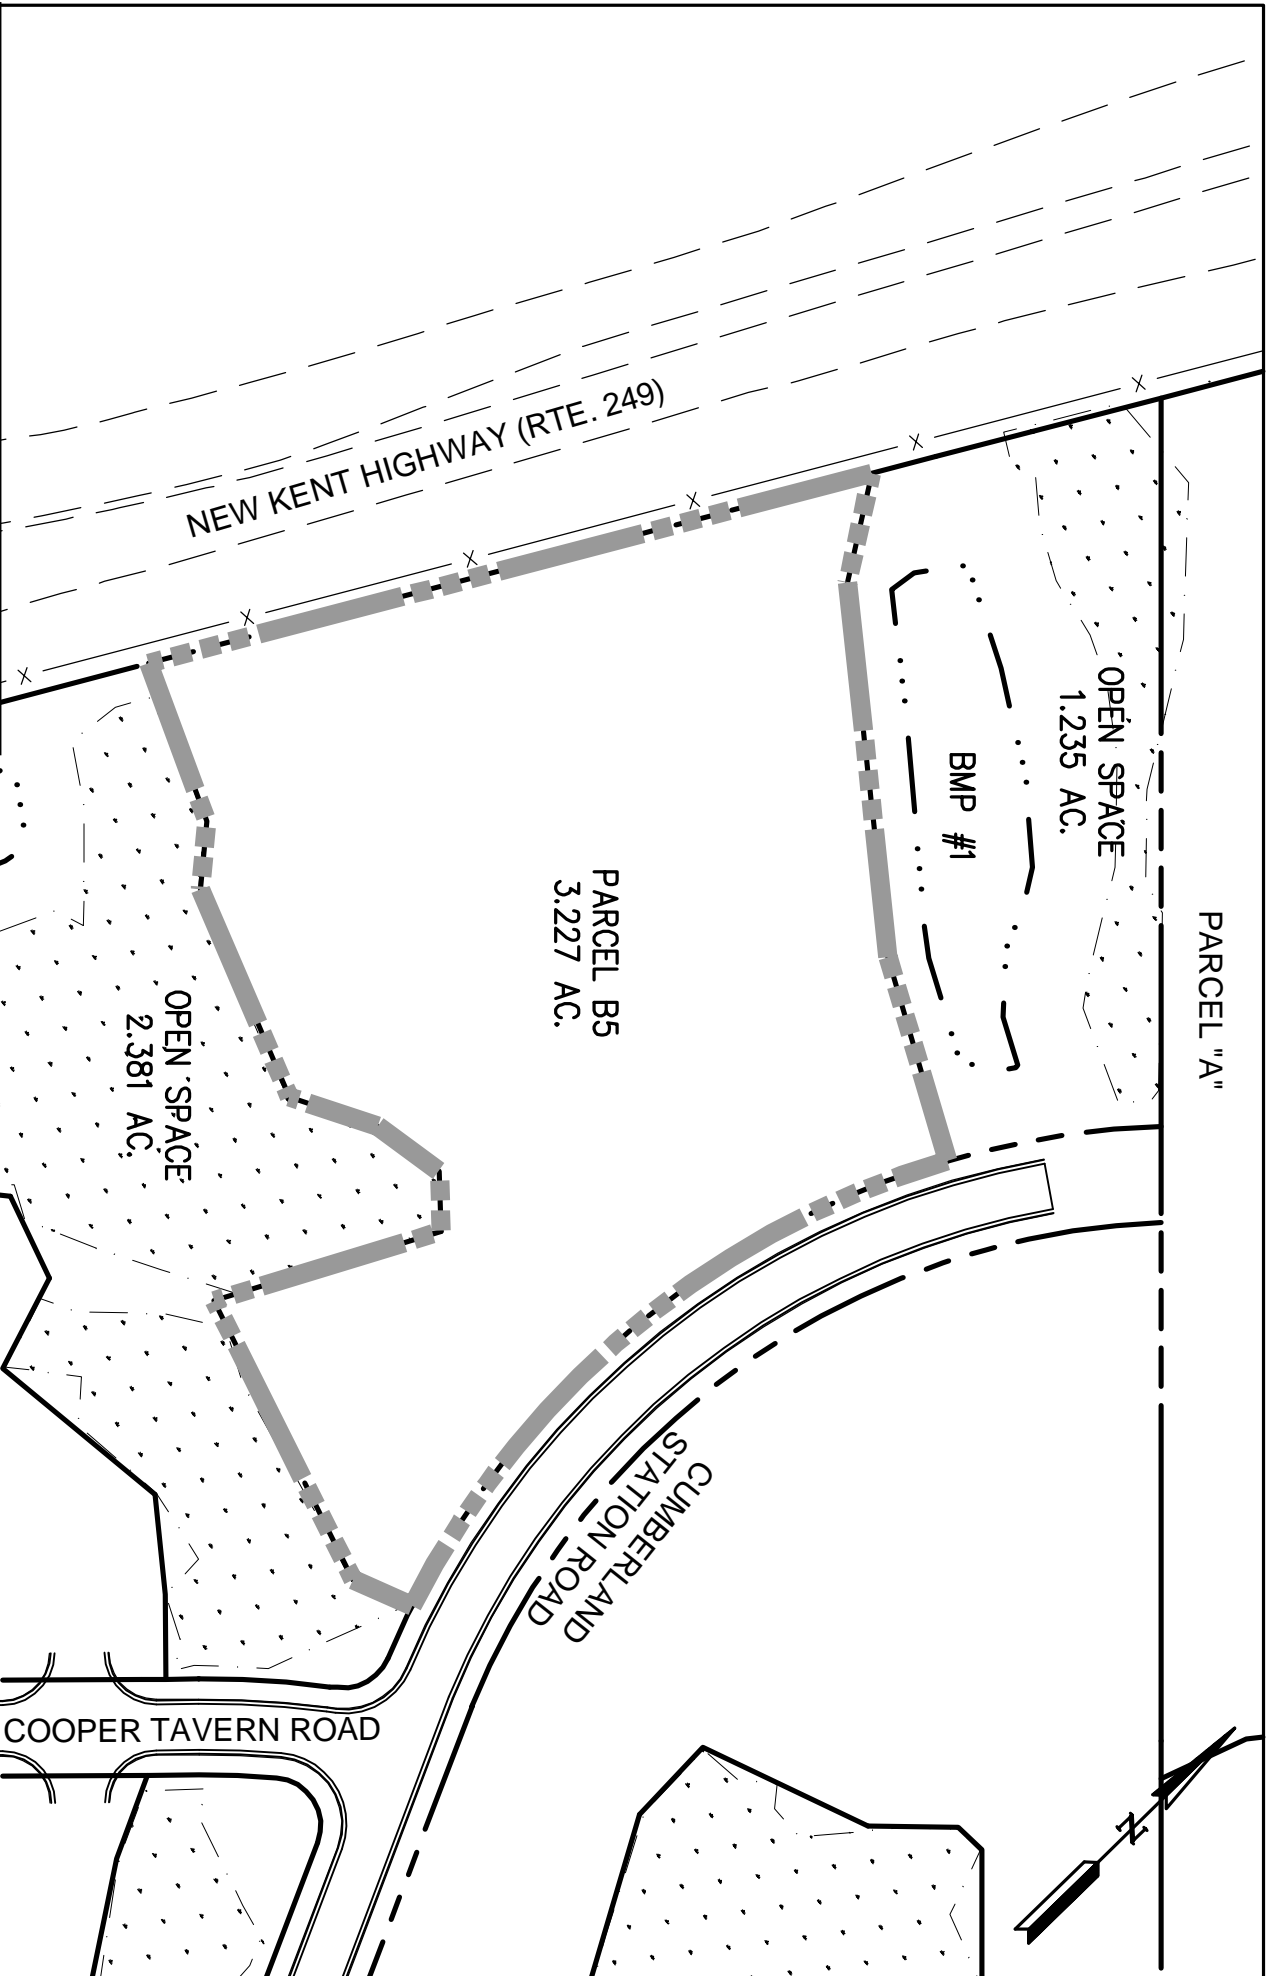 NEW KENT HIGHWAY (RTE. 249)
OPEN SPACE
1.235 AC.
BMP #1
PARCEL "A"
PARCEL B5
3.227 AC.
OPEN SPACE
2.381 AC.
CUMBERLAND
STATION ROAD
COOPER TAVERN ROAD
N